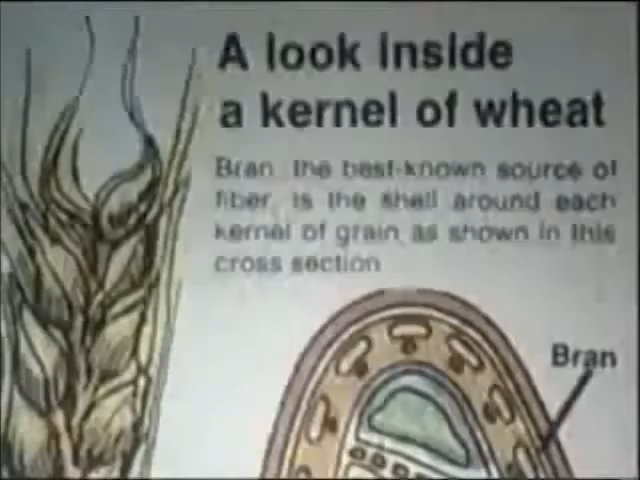 A look inside
a kernel of wheat
Bran, the best-known source of
fiber, is the shell around each
kernel of grain, as shown in this
cross section
Bran